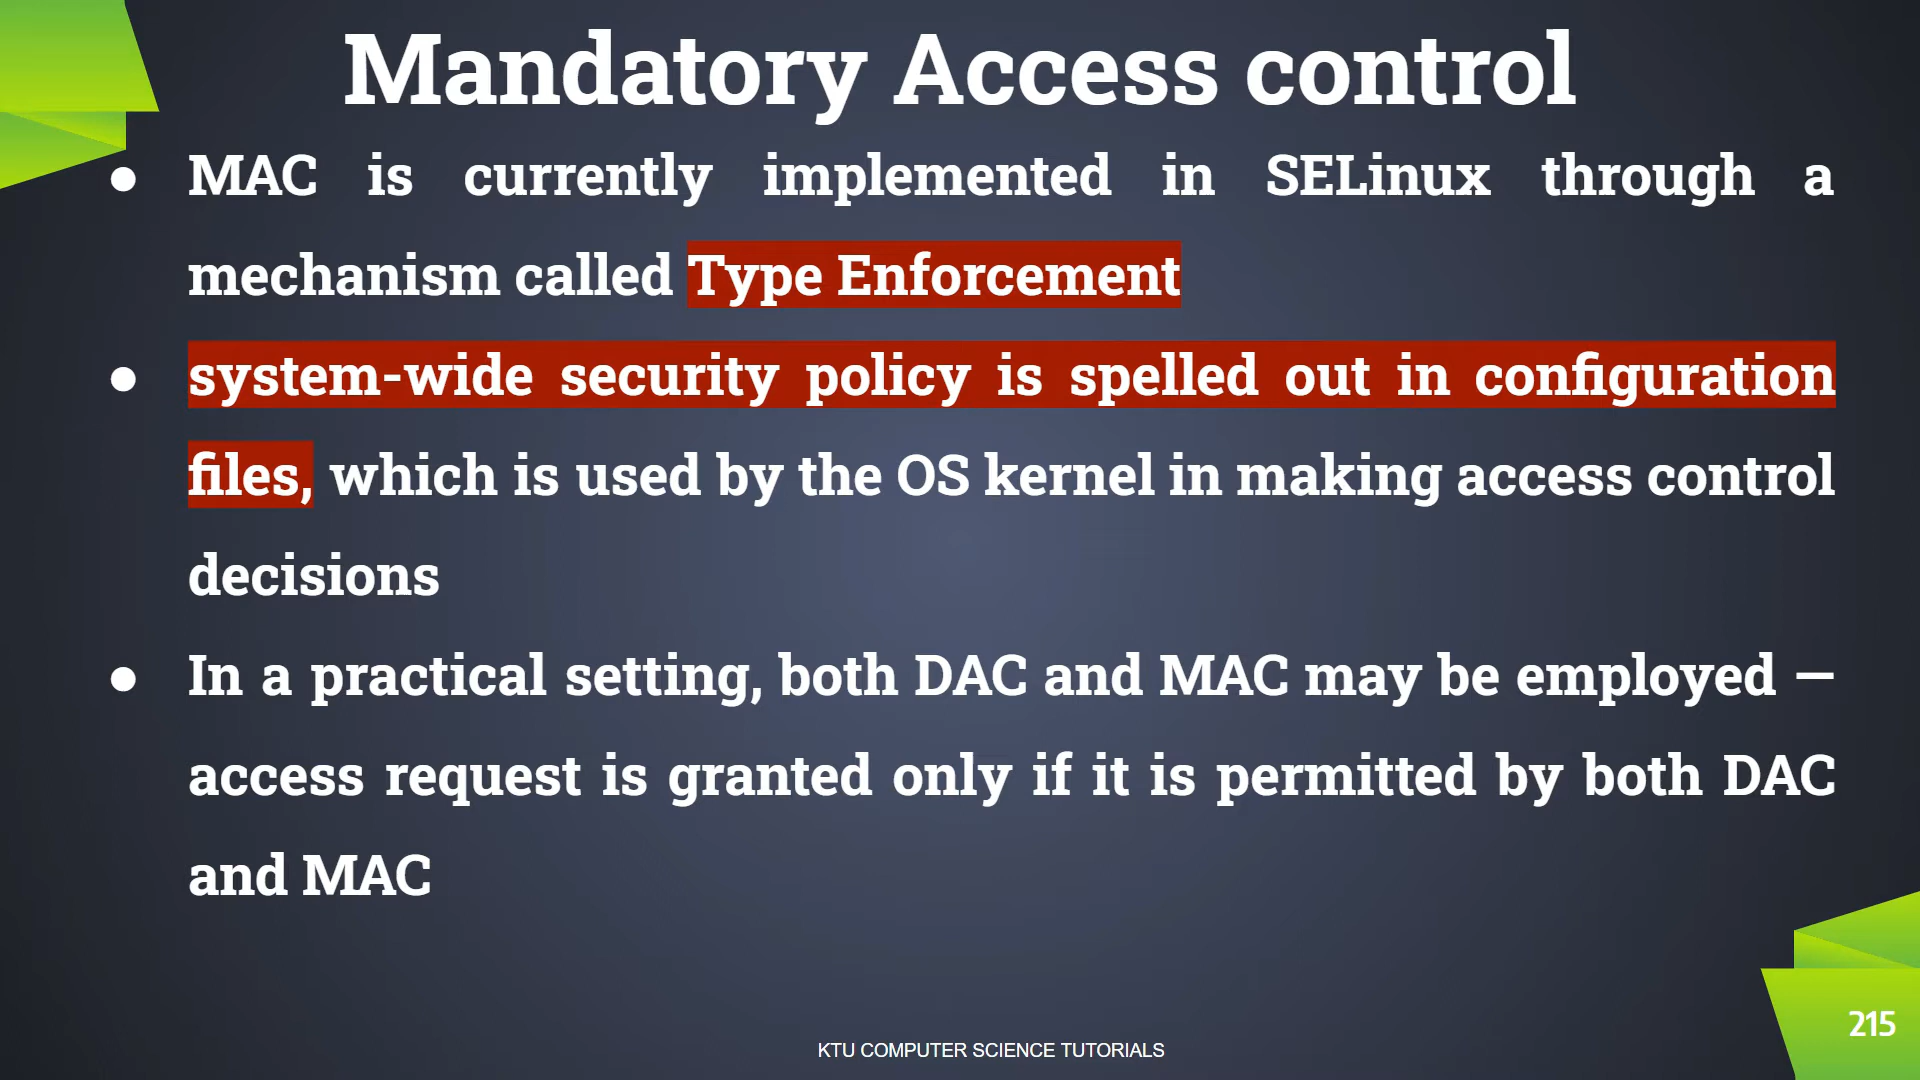 Mandatory Access control
● MAC is currently implemented in SELinux through a
mechanism called Type Enforcement
● system-wide security policy is spelled out in configuration
files, which is used by the OS kernel in making access control
decisions
● In a practical setting, both DAC and MAC may be employed —
access request is granted only if it is permitted by both DAC
and MAC
215
KTU COMPUTER SCIENCE TUTORIALS